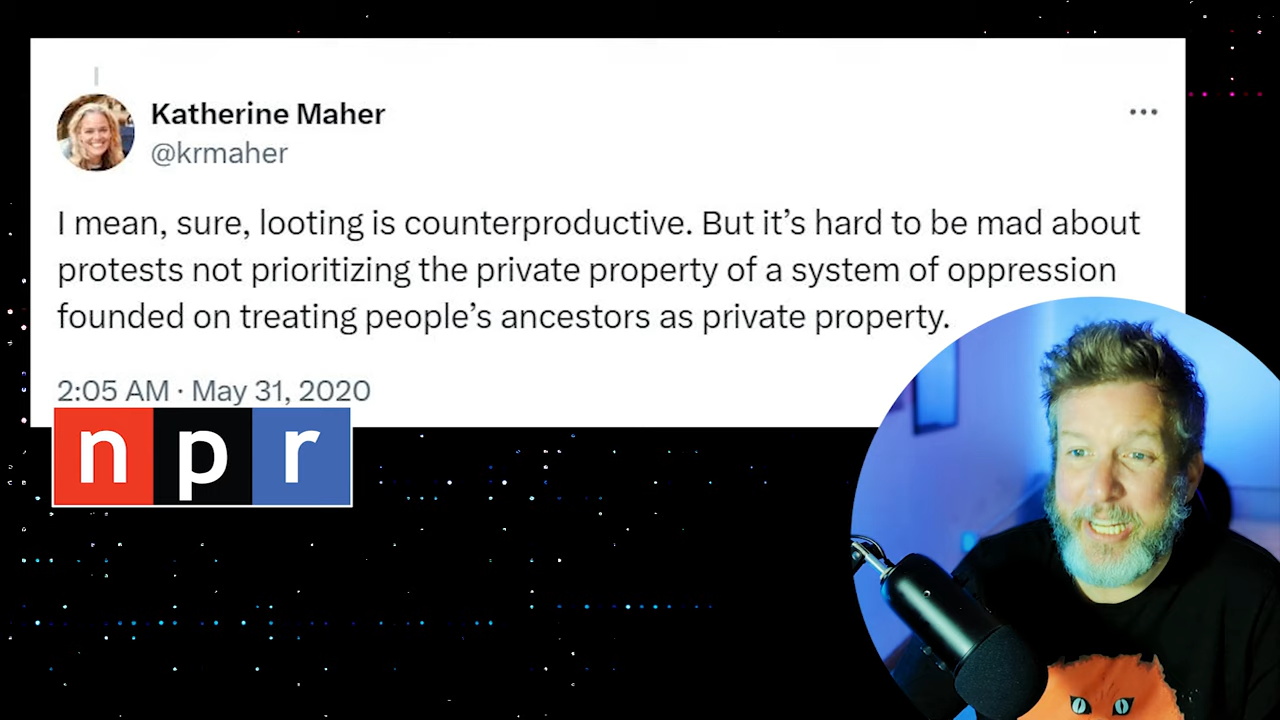 Katherine Maher
@krmaher
I mean, sure, looting is counterproductive. But it’s hard to be mad about
protests not prioritizing the private property of a system of oppression
founded on treating people’s ancestors as private property.
2:05 AM · May 31, 2020
npr